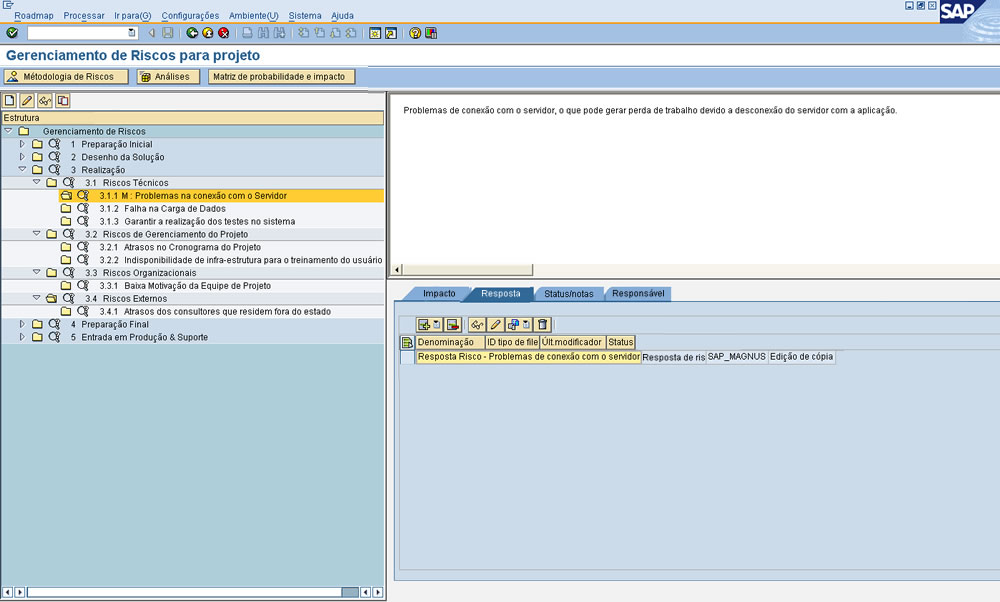 Roadmap Processar Ir para(G) Configurações Ambiente(U) Sistema Ajuda
SAP
Gerenciamento de Riscos para projeto
Métodologia de Riscos Análises Matriz de probabilidade e impacto
Estrutura
Gerenciamento de Riscos
1 Preparação Inicial
2 Desenho da Solução
3 Realização
3.1 Riscos Técnicos
3.1.1 M : Problemas na conexão com o Servidor
3.1.2 Falha na Carga de Dados
3.1.3 Garantir a realização dos testes no sistema
3.2 Riscos de Gerenciamento do Projeto
3.2.1 Atrasos no Cronograma do Projeto
3.2.2 Indisponibilidade de infra-estrutura para o treinamento do usuário
3.3 Riscos Organizacionais
3.3.1 Baixa Motivação da Equipe de Projeto
3.4 Riscos Externos
3.4.1 Atrasos dos consultores que residem fora do estado
4 Preparação Final
5 Entrada em Produção & Suporte
Problemas de conexão com o servidor, o que pode gerar perda de trabalho devido a desconexão do servidor com a aplicação.
Impacto Resposta Status/notas Responsável
Denominação ID tipo de file Últ.modificador Status
Resposta Risco - Problemas de conexão com o servidor Resposta de ris SAP_MAGNUS Edição de cópia